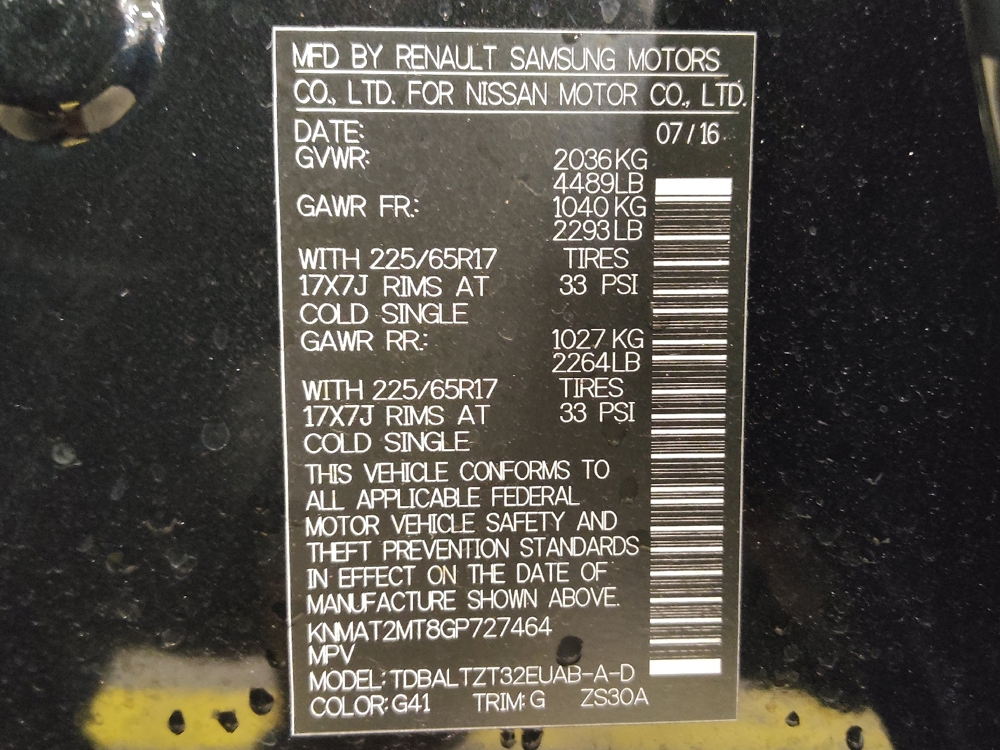 MFD BY RENAULT SAMSUNG MOTORS
CO., LTD. FOR NISSAN MOTOR CO., LTD.
DATE: 07 / 16
GVWR: 2036 KG
4489 LB
GAWR FR: 1040 KG
2293 LB
WITH 225/65R17 TIRES
17X7J RIMS AT 33 PSI
COLD SINGLE
GAWR RR: 1027 KG
2264 LB
WITH 225/65R17 TIRES
17X7J RIMS AT 33 PSI
COLD SINGLE
THIS VEHICLE CONFORMS TO
ALL APPLICABLE FEDERAL
MOTOR VEHICLE SAFETY AND
THEFT PREVENTION STANDARDS
IN EFFECT ON THE DATE OF
MANUFACTURE SHOWN ABOVE.
KNMAT2MT8GP727464
MPV
MODEL: TDBALTZT32EUAB-A-D
COLOR: G41 TRIM: G ZS30A